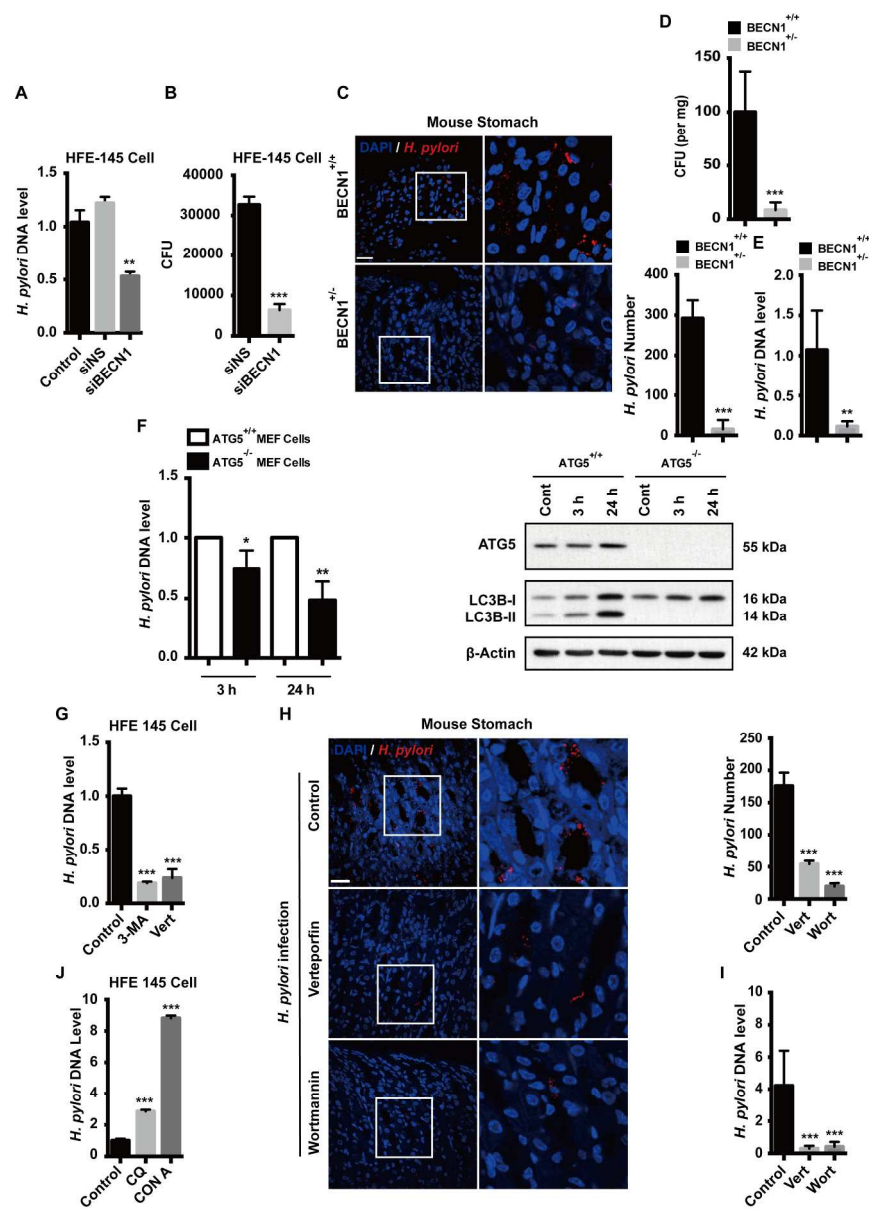 A
HFE-145 Cell
H. pylori DNA level
1.5
1.0
0.5
0.0
**
Control
siNS
siBECN1
B
HFE-145 Cell
CFU
40000
30000
20000
10000
0
***
siNS
siBECN1
C
Mouse Stomach
DAPI / H. pylori
BECN1+/+
BECN1+/-
D
BECN1+/+
BECN1+/-
CFU (per mg)
150
100
50
0
***
BECN1+/+
BECN1+/-
H. pylori Number
400
300
200
100
0
***
E
BECN1+/+
BECN1+/-
H. pylori DNA level
2.0
1.5
1.0
0.5
0.0
**
F
ATG5+/+ MEF Cells
ATG5-/- MEF Cells
H. pylori DNA level
1.5
1.0
0.5
0.0
*
**
3 h
24 h
ATG5+/+
ATG5-/-
Cont
3 h
24 h
Cont
3 h
24 h
ATG5
55 kDa
LC3B-I
16 kDa
LC3B-II
14 kDa
β-Actin
42 kDa
G
HFE 145 Cell
H. pylori DNA level
1.5
1.0
0.5
0.0
***
***
Control
3-MA
Vert
H
Mouse Stomach
DAPI / H. pylori
H. pylori infection
Control
Verteporfin
Wortmannin
H. pylori Number
250
200
150
100
50
0
***
***
Control
Vert
Wort
I
H. pylori DNA level
8
6
4
2
0
***
***
Control
Vert
Wort
J
HFE 145 Cell
H. pylori DNA Level
10
8
6
4
2
0
***
***
Control
CQ
CON A